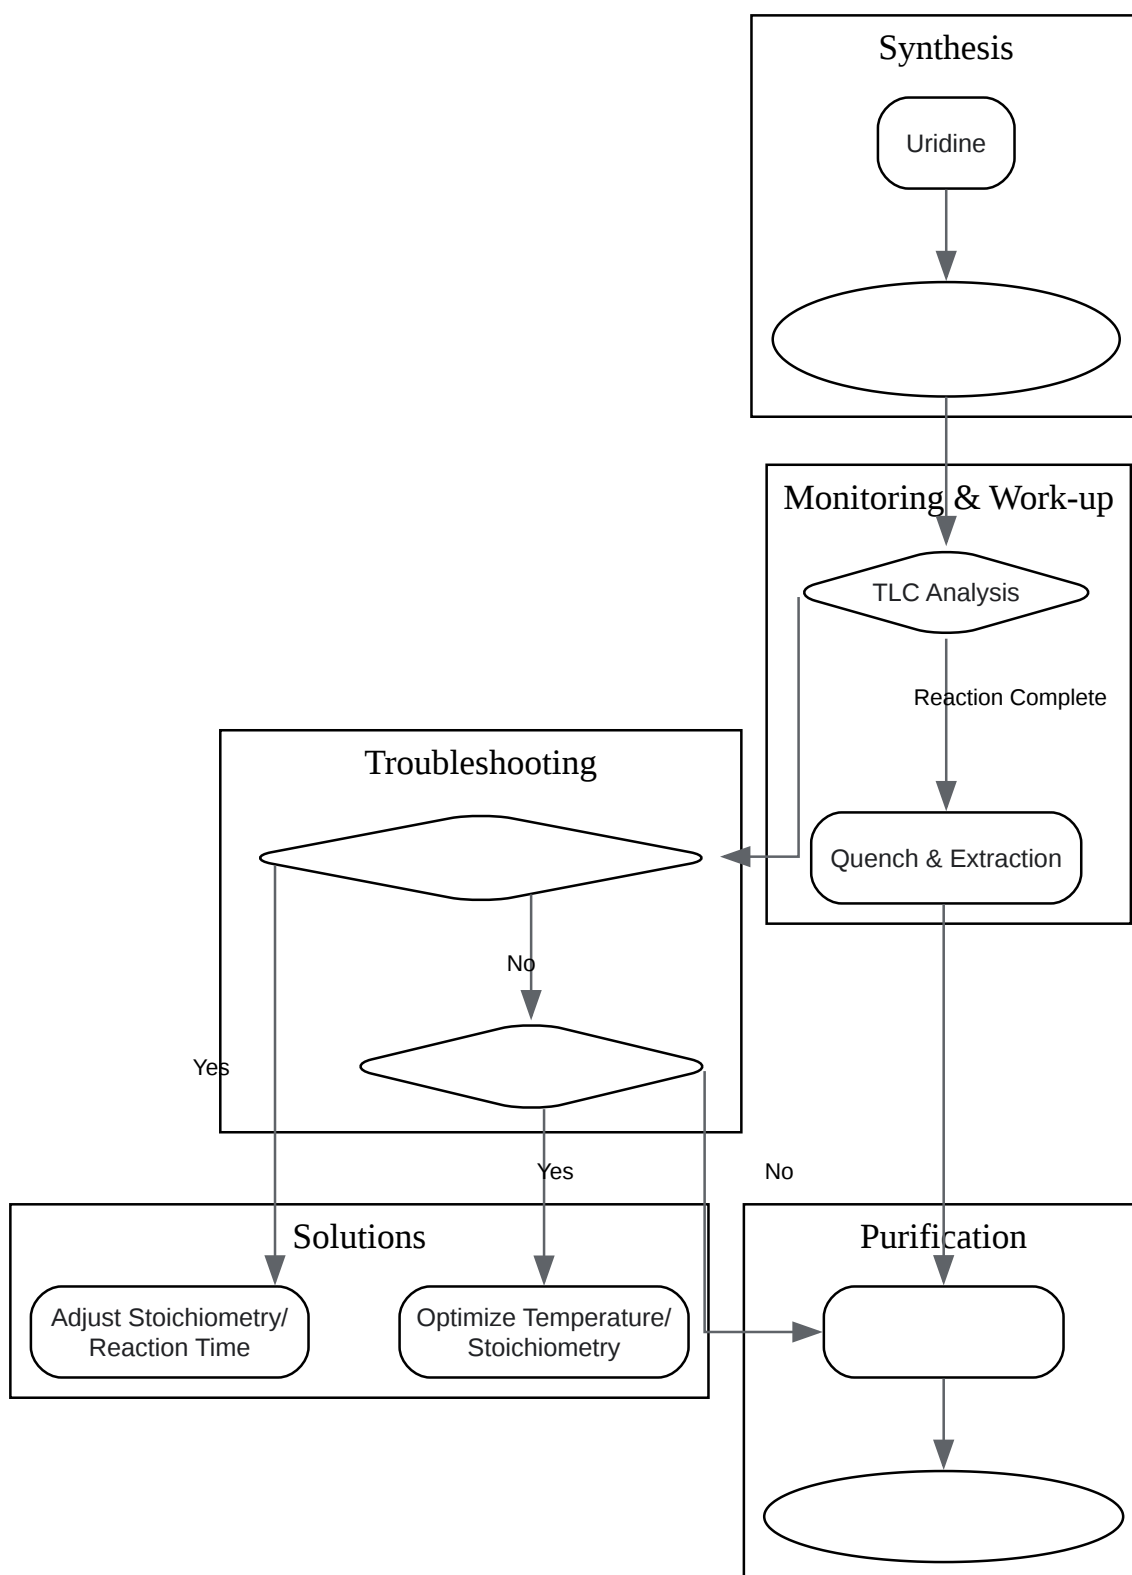 Synthesis
Uridine
Monitoring & Work-up
TLC Analysis
Reaction Complete
Troubleshooting
Quench & Extraction
No
Yes
Yes
No
Solutions
Purification
Adjust Stoichiometry/
Reaction Time
Optimize Temperature/
Stoichiometry